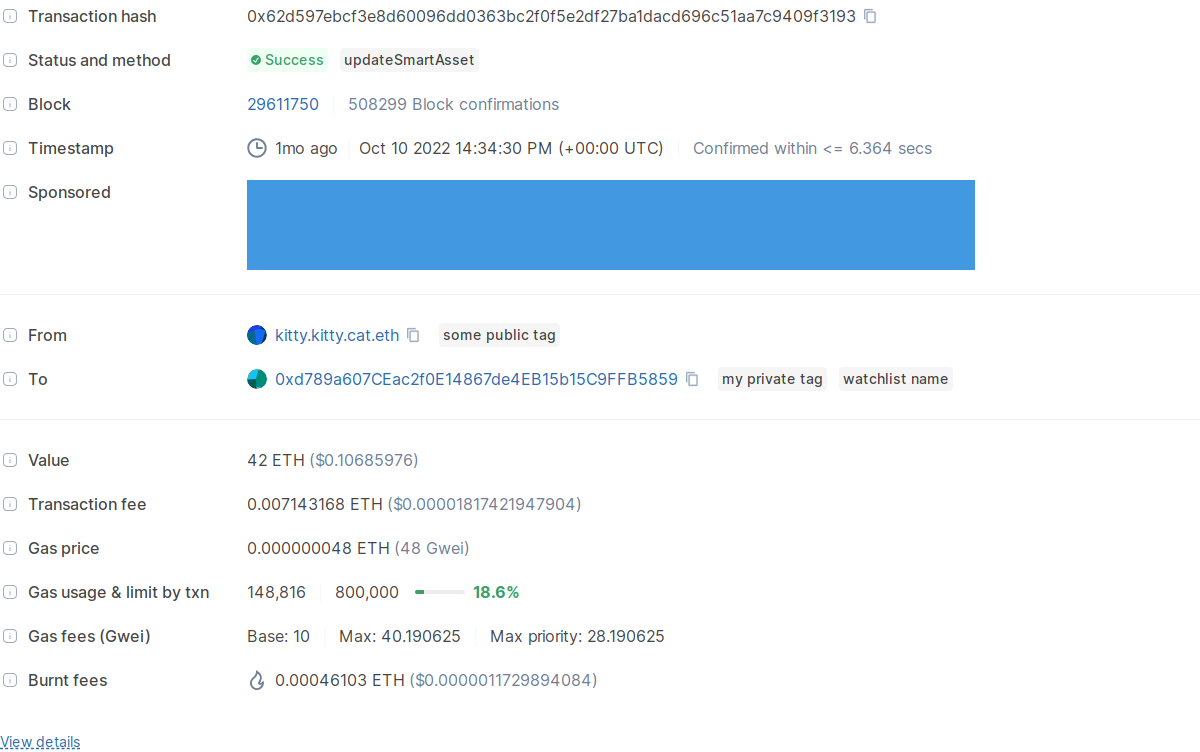 Transaction hash 0x62d597ebcf3e8d60096dd0363bc2f0f5e2df27ba1dacd696c51aa7c9409f3193
Status and method Success updateSmartAsset
Block 29611750 508299 Block confirmations
Timestamp 1mo ago Oct 10 2022 14:34:30 PM (+00:00 UTC) Confirmed within <= 6.364 secs
Sponsored
From kitty.kitty.cat.eth some public tag
To 0xd789a607CEac2f0E14867de4EB15b15C9FFB5859 my private tag watchlist name
Value 42 ETH ($0.10685976)
Transaction fee 0.007143168 ETH ($0.00001817421947904)
Gas price 0.000000048 ETH (48 Gwei)
Gas usage & limit by txn 148,816 800,000 18.6%
Gas fees (Gwei) Base: 10 Max: 40.190625 Max priority: 28.190625
Burnt fees 0.00046103 ETH ($0.0000011729894084)
View details